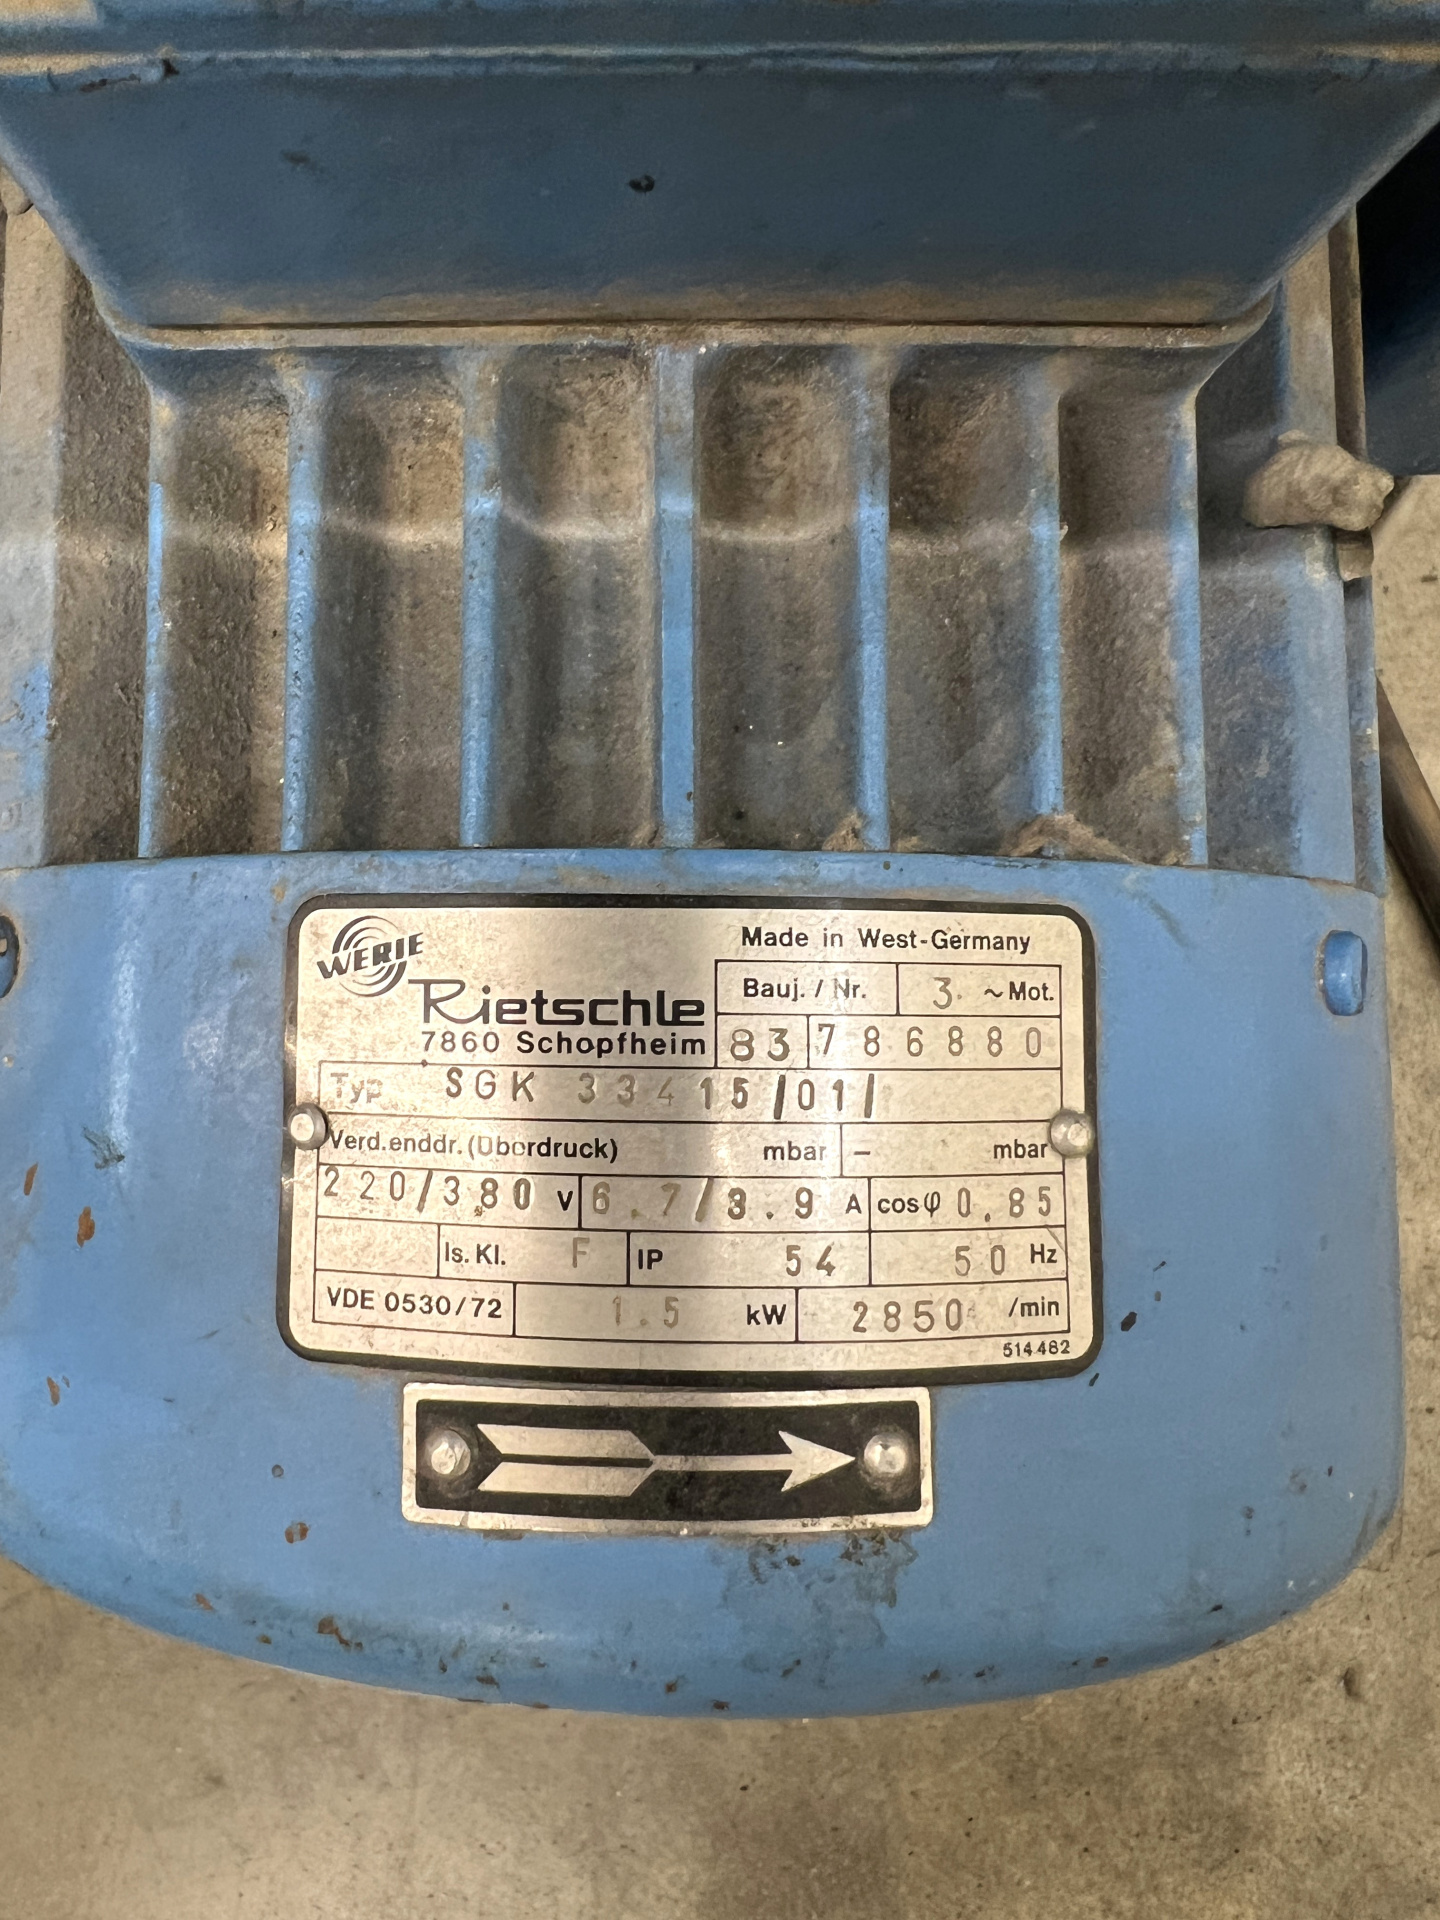 WERIE
Made in West-Germany
Rietschle
7860 Schopfheim
Bauj. / Nr. 3 ~ Mot.
83 786880
Typ SGK 33415/01/
Verd.enddr. (Überdruck) mbar - mbar
220/380 V 6.7/3.9 A cosφ 0.85
Is. Kl. F IP 54 50 Hz
VDE 0530/72 1.5 kW 2850 /min
514482